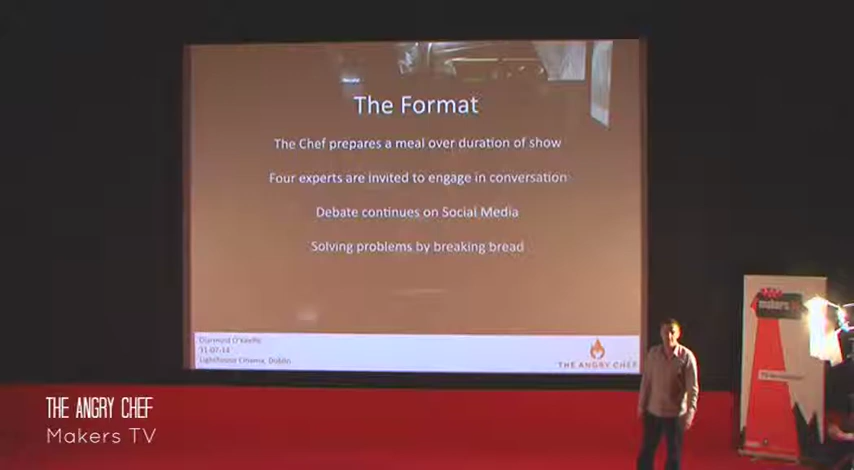 The Format
The Chef prepares a meal over duration of show
Four experts are invited to engage in conversation
Debate continues on Social Media
Solving problems by breaking bread
Diarmuid O'Keeffe
31-07-14
Lighthouse Cinema, Dublin
THE ANGRY CHEF
makers
THE ANGRY CHEF
Makers TV